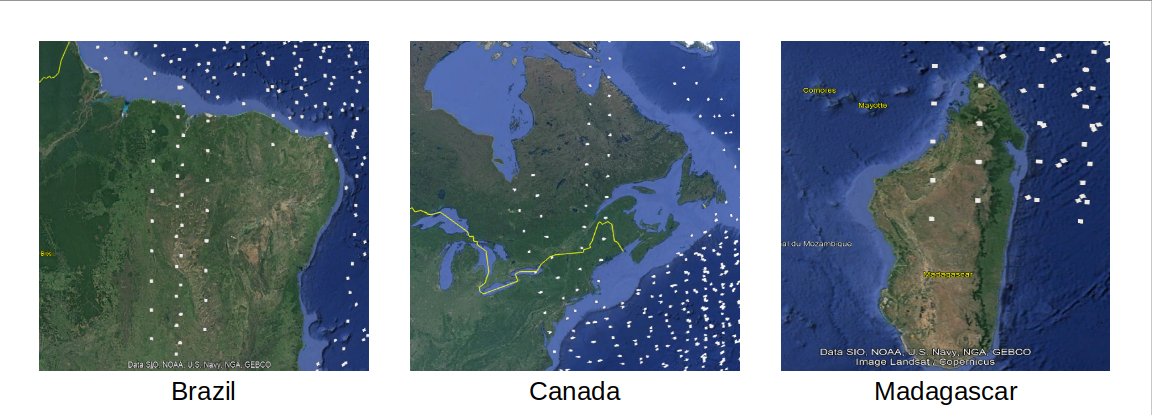 Comores
Mayotte
al du Mozambique
Madagascar
Data SIO, NOAA, U.S. Navy, NGA, GEBCO
Data SIO, NOAA, U.S. Navy, NGA, GEBCO
Image Landsat / Copernicus
Brazil Canada Madagascar